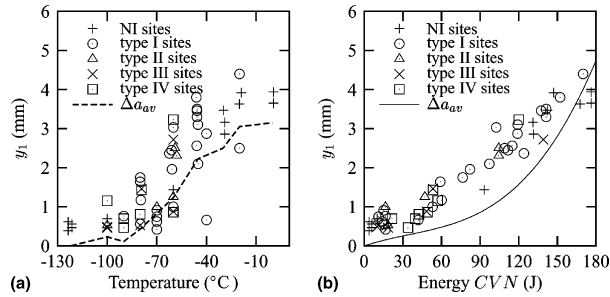 y1 (mm)
6
5
4
3
2
1
0
NI sites
type I sites
type II sites
type III sites
type IV sites
Δaav
-130
-100
-70
-40
-10
Temperature (°C)
(a)
y1 (mm)
6
5
4
3
2
1
0
NI sites
type I sites
type II sites
type III sites
type IV sites
Δaav
0
30
60
90
120
150
180
Energy CVN (J)
(b)